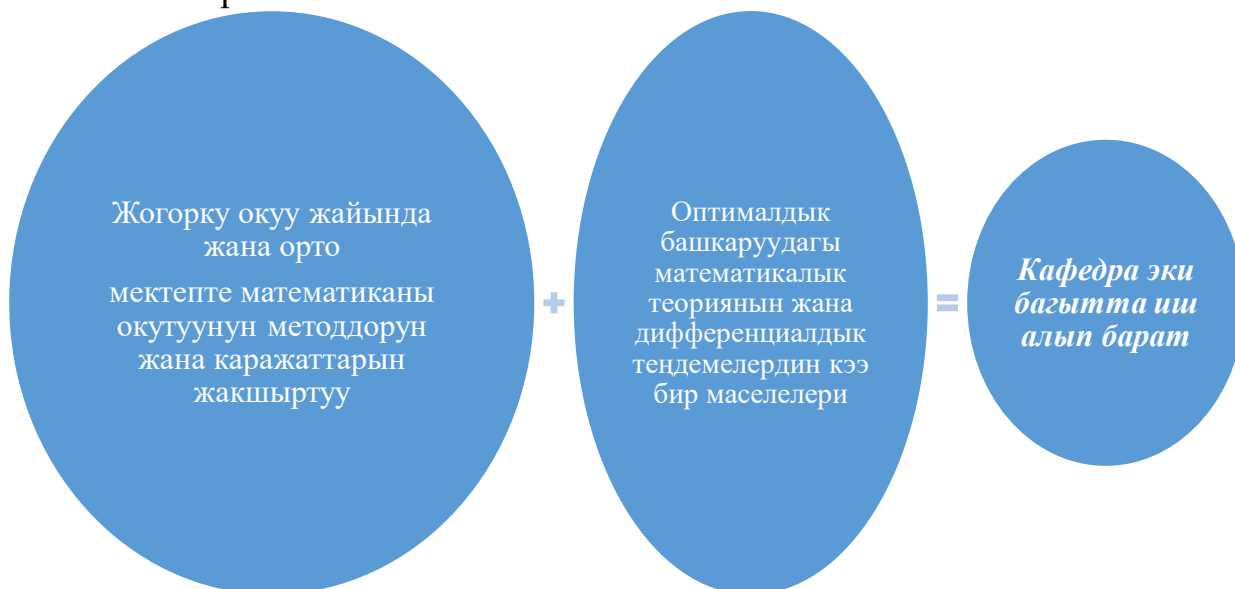 Жогорку окуу жайында
жана орто
мектепте математиканы
окутуунун методдорун
жана каражаттарын
жакшыртуу
+
Оптималдык
башкаруудагы
математикалык
теориянын жана
дифференциалдык
теңдемелердин кээ
бир маселелери
=
Кафедра эки
багытта иш
алып барат